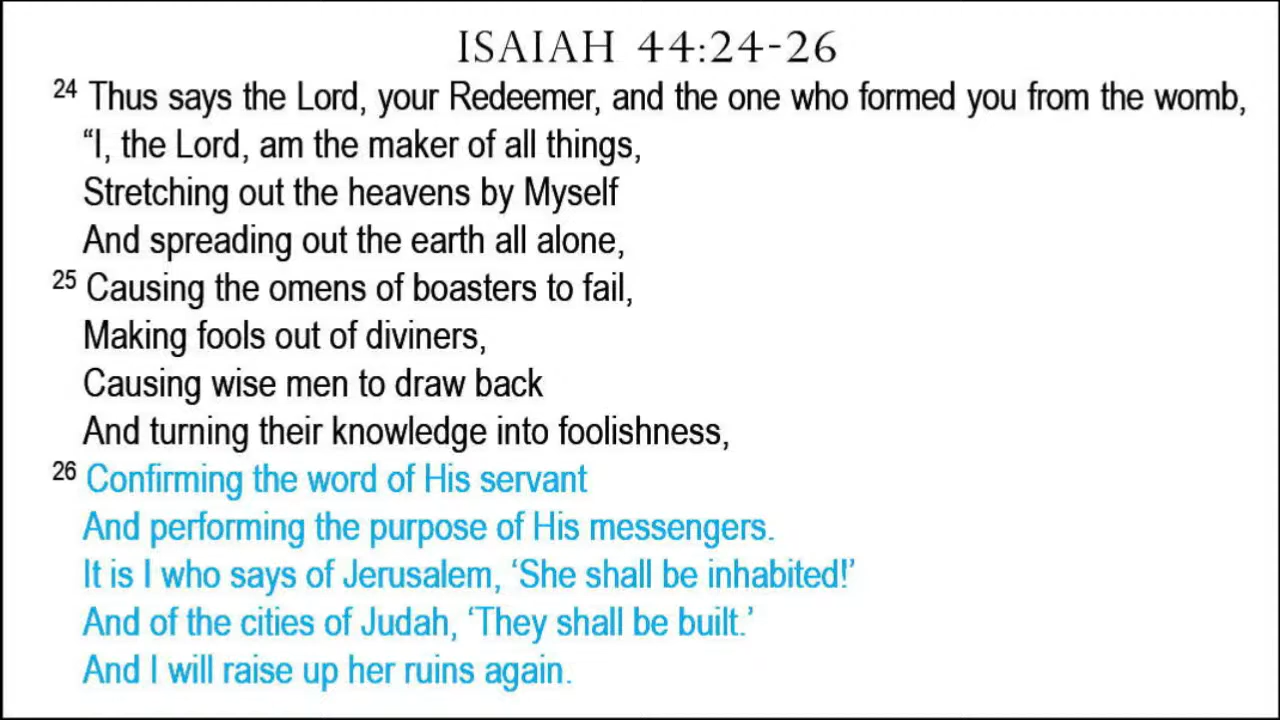 ISAIAH 44:24-26
24 Thus says the Lord, your Redeemer, and the one who formed you from the womb,
“I, the Lord, am the maker of all things,
Stretching out the heavens by Myself
And spreading out the earth all alone,
25 Causing the omens of boasters to fail,
Making fools out of diviners,
Causing wise men to draw back
And turning their knowledge into foolishness,
26 Confirming the word of His servant
And performing the purpose of His messengers.
It is I who says of Jerusalem, ‘She shall be inhabited!’
And of the cities of Judah, ‘They shall be built.’
And I will raise up her ruins again.